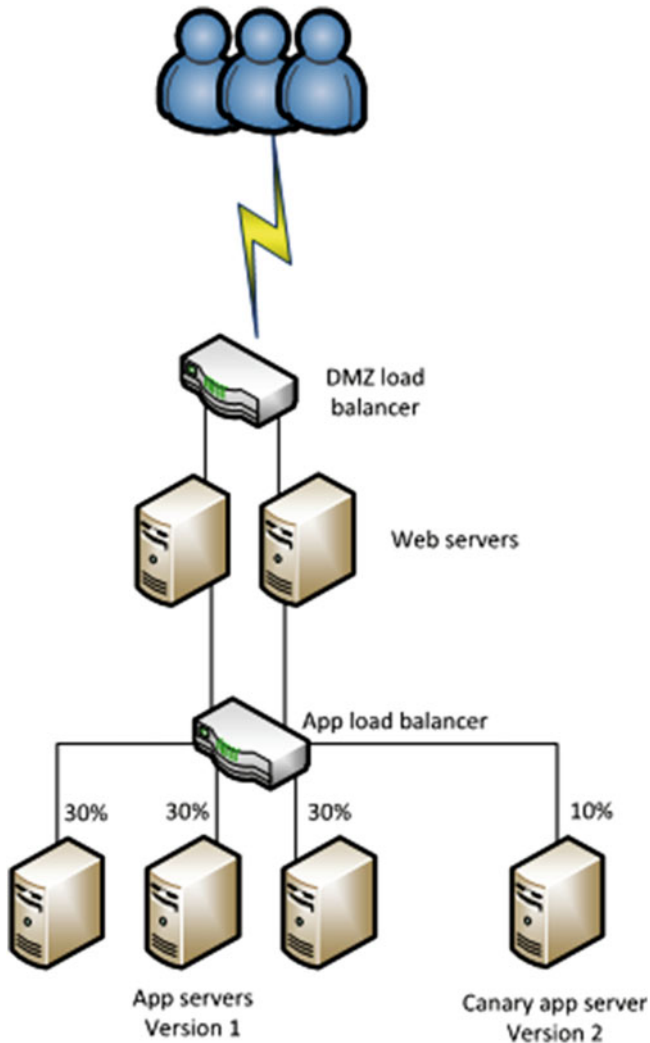 DMZ load
balancer
Web servers
App load balancer
30%
30%
30%
10%
App servers
Version 1
Canary app server
Version 2